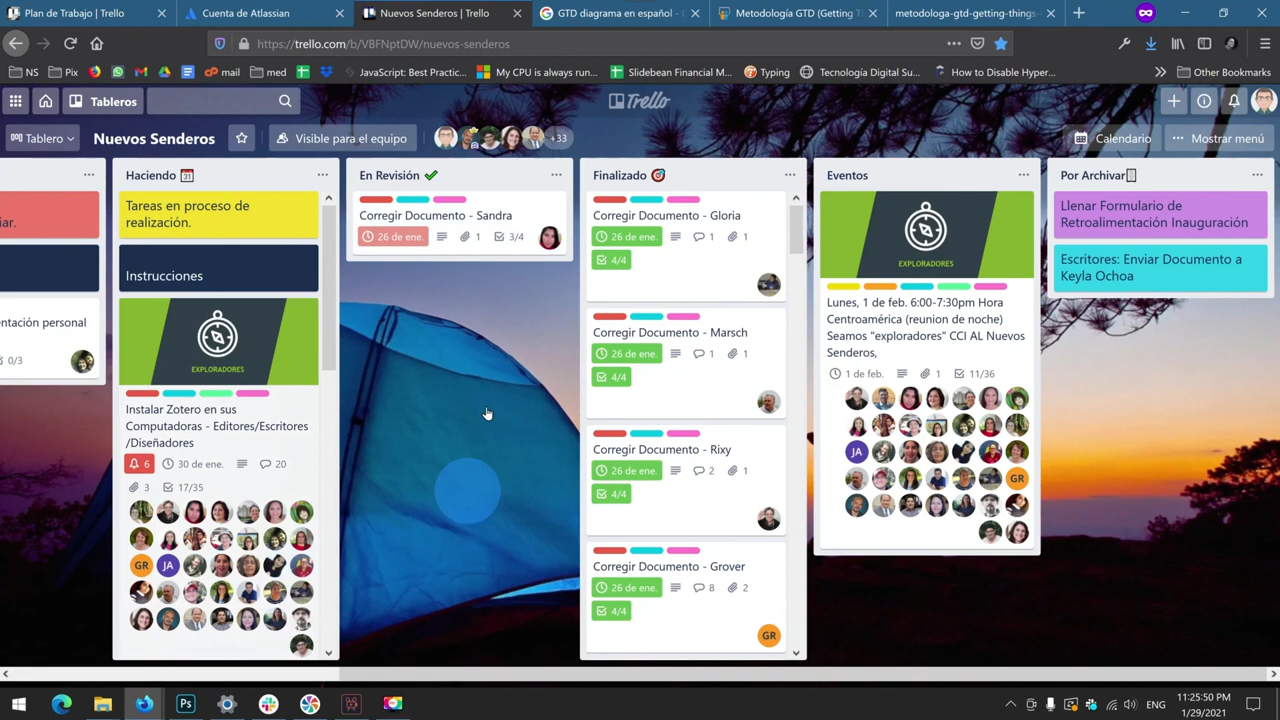 Plan de Trabajo | Trello
Cuenta de Atlassian
Nuevos Senderos | Trello
GTD diagrama en español - G
Metodología GTD (Getting T
metodologa-gtd-getting-things-
https://trello.com/b/VBFNptDW/nuevos-senderos
NS
Pix
mail
med
JavaScript: Best Practic...
My CPU is always run...
Slidebean Financial M...
Typing
Tecnología Digital Su...
How to Disable Hyper...
Other Bookmarks
Tableros
Trello
Tablero
Nuevos Senderos
Visible para el equipo
+33
Calendario
Mostrar menú
iar.
entación personal
0/3
Haciendo
31
Tareas en proceso de
realización.
Instrucciones
EXPLORADORES
Instalar Zotero en sus
Computadoras - Editores/Escritores
/Diseñadores
6
30 de ene.
20
3
17/35
GR
JA
En Revisión
Corregir Documento - Sandra
26 de ene.
1
3/4
Finalizado
Corregir Documento - Gloria
26 de ene.
1
1
4/4
Corregir Documento - Marsch
26 de ene.
1
1
4/4
Corregir Documento - Rixy
26 de ene.
2
1
4/4
Corregir Documento - Grover
26 de ene.
8
2
4/4
GR
Eventos
EXPLORADORES
Lunes, 1 de feb. 6:00-7:30pm Hora
Centroamérica (reunion de noche)
Seamos "exploradores" CCI AL Nuevos
Senderos,
1 de feb.
1
11/36
JA
GR
Por Archivar
Llenar Formulario de
Retroalimentación Inauguración
Escritores: Enviar Documento a
Keyla Ochoa
Ps
ENG
11:25:50 PM
1/29/2021